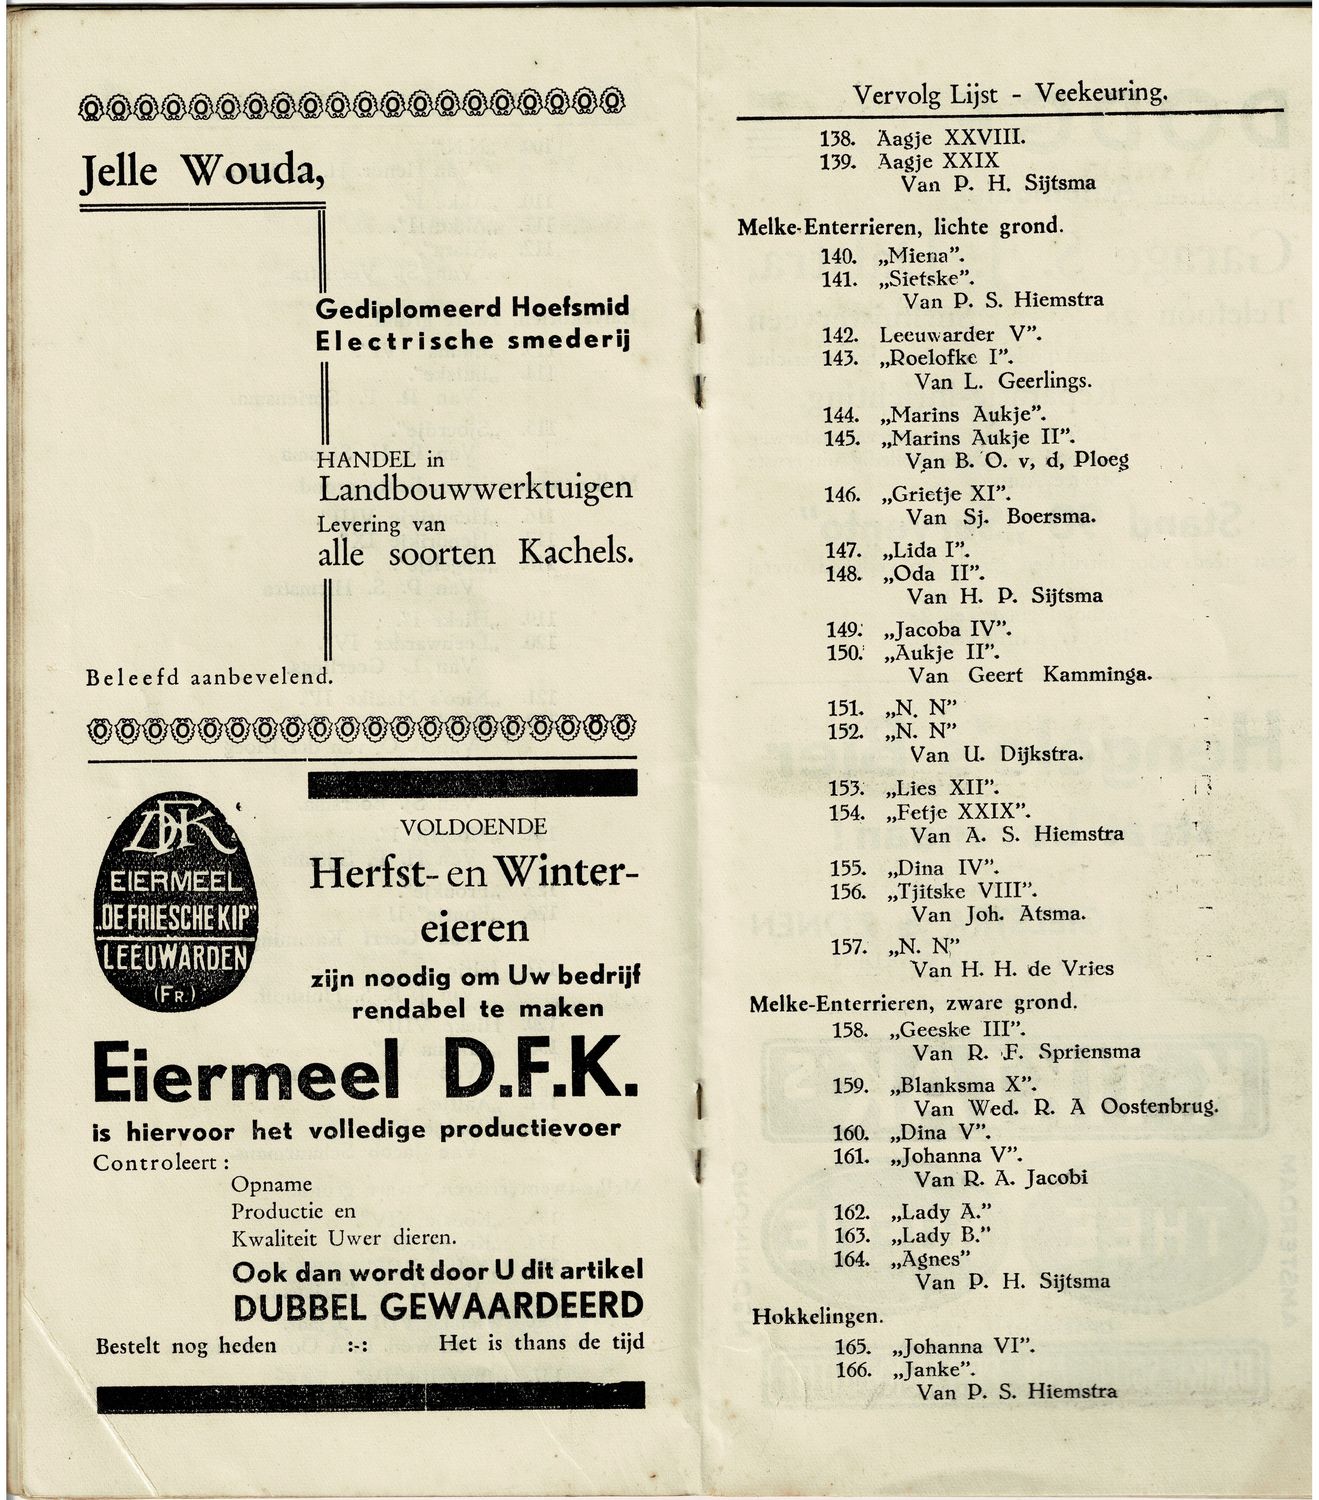 Jelle Wouda,
Gediplomeerd Hoefsmid
Electrische smederij
HANDEL in
Landbouwwerktuigen
Levering van
alle soorten Kachels.
Beleefd aanbevelend.
DFK
EIERMEEL
„DE FRIESCHE KIP”
LEEUWARDEN
(FR.)
VOLDOENDE
Herfst- en Winter-
eieren
zijn noodig om Uw bedrijf
rendabel te maken
Eiermeel D.F.K.
is hiervoor het volledige productievoer
Controleert :
Opname
Productie en
Kwaliteit Uwer dieren.
Ook dan wordt door U dit artikel
DUBBEL GEWAARDEERD
Bestelt nog heden :-: Het is thans de tijd
Vervolg Lijst - Veekeuring.
138. Aagje XXVIII.
139. Aagje XXIX
Van P. H. Sijtsma
Melke-Enterrieren, lichte grond.
140. „Miena”.
141. „Sietske”.
Van P. S. Hiemstra
142. Leeuwarder V”.
143. „Roelofke I”.
Van L. Geerlings.
144. „Marins Aukje”.
145. „Marins Aukje II”.
Van B. O. v, d, Ploeg
146. „Grietje XI”.
Van Sj. Boersma.
147. „Lida I”.
148. „Oda II”.
Van H. P. Sijtsma
149. „Jacoba IV”.
150. „Aukje II”.
Van Geert Kamminga.
151. „N. N”
152. „N. N”
Van U. Dijkstra.
153. „Lies XII”.
154. „Fetje XXIX”.
Van A. S. Hiemstra
155. „Dina IV”.
156. „Tjitske VIII”.
Van Joh. Atsma.
157. „N. N”
Van H. H. de Vries
Melke-Enterrieren, zware grond.
158. „Geeske III”.
Van R. F. Spriensma
159. „Blanksma X”.
Van Wed. R. A Oostenbrug.
160. „Dina V”.
161. „Johanna V”.
Van R. A. Jacobi
162. „Lady A.”
163. „Lady B.”
164. „Agnes”
Van P. H. Sijtsma
Hokkelingen.
165. „Johanna VI”.
166. „Janke”.
Van P. S. Hiemstra